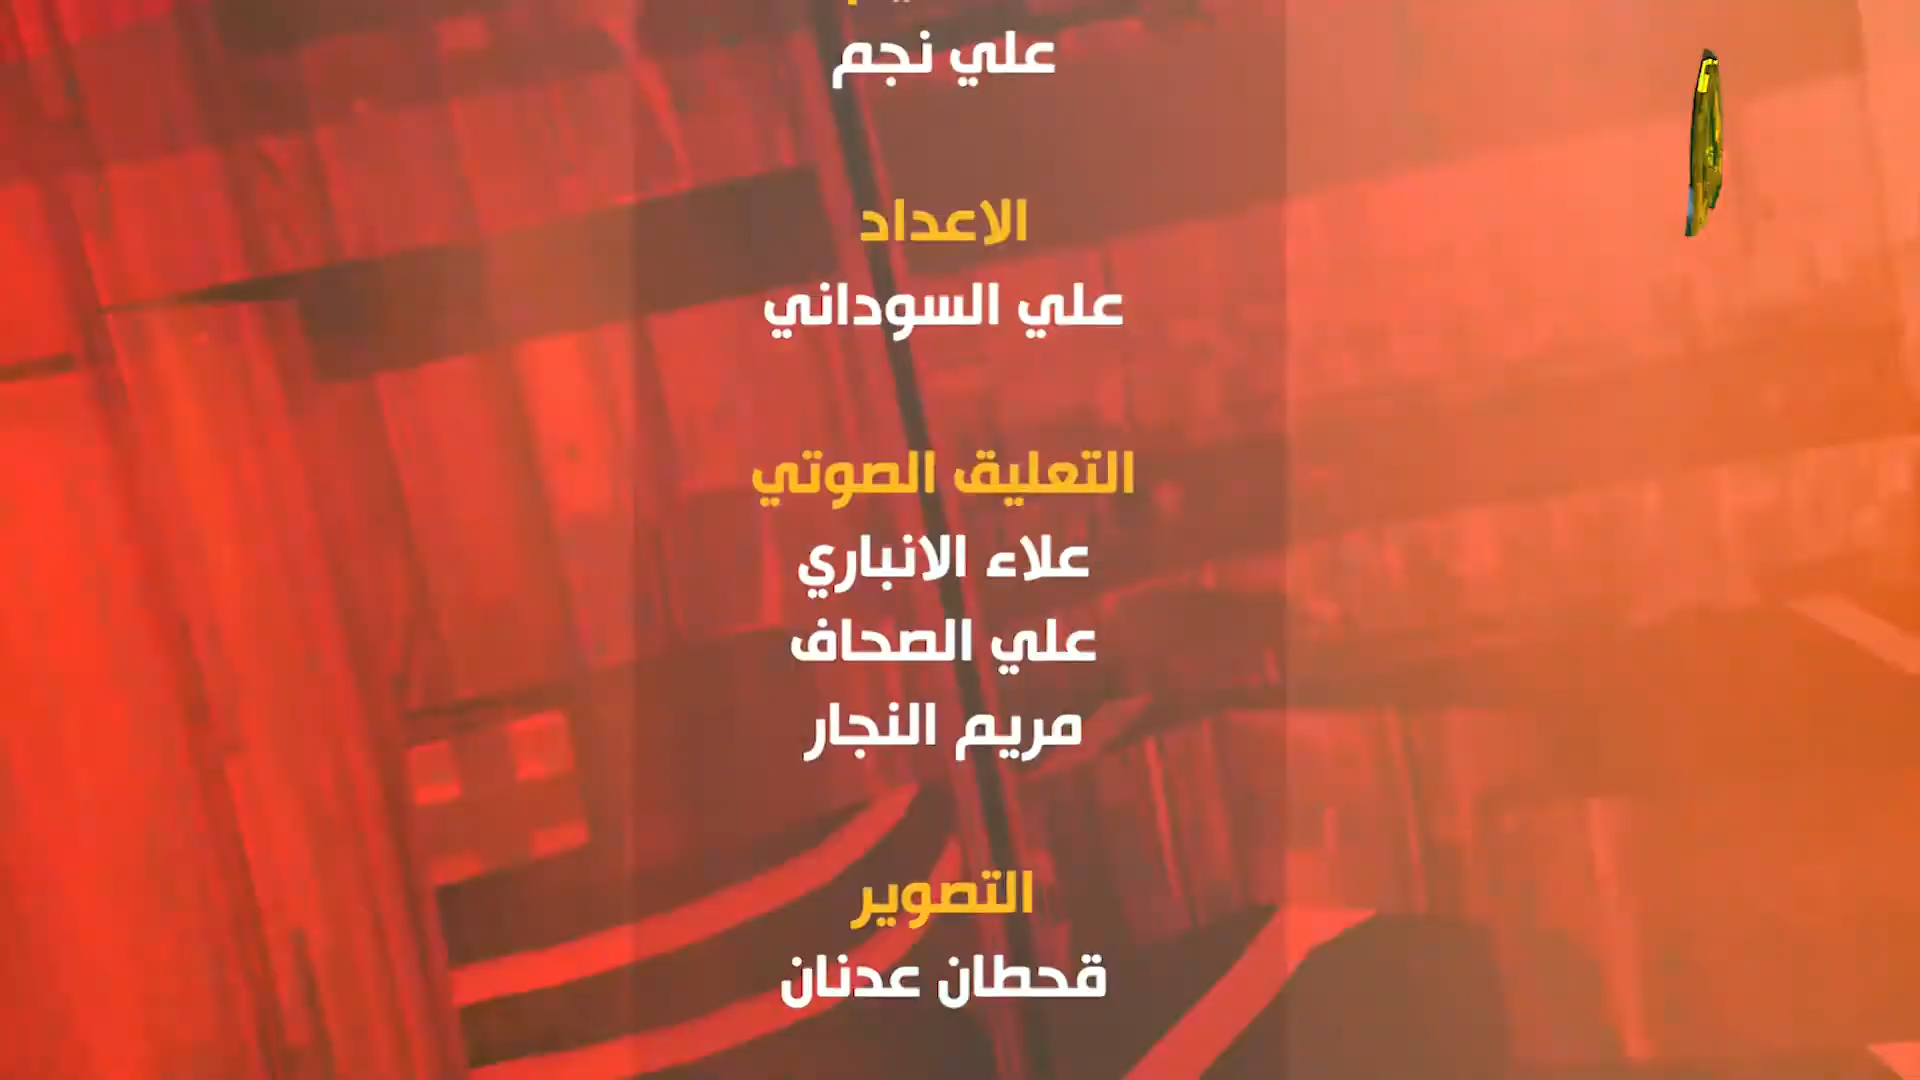 علي نجم
الاعداد
علي السوداني
التعليق الصوتي
علاء الانباري
علي الصحاف
مريم النجار
التصوير
قحطان عدنان